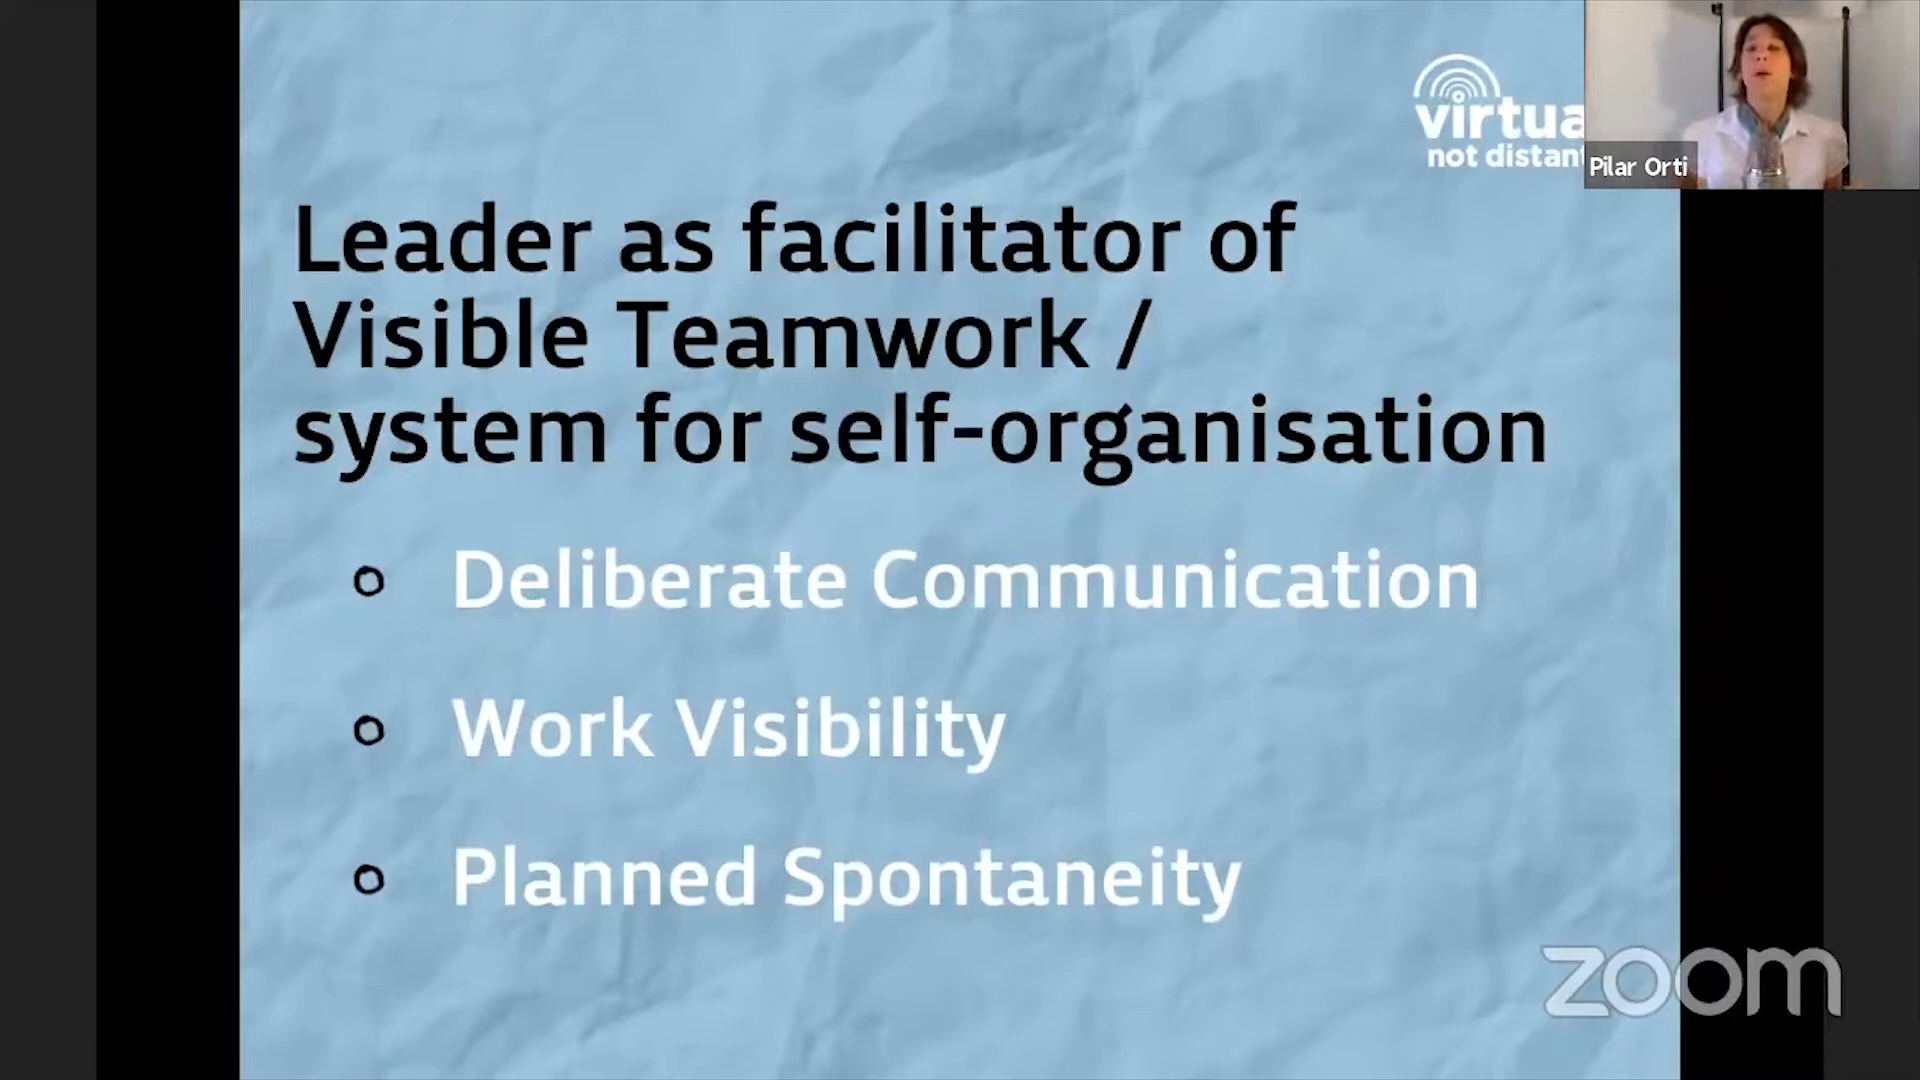 virtua
not distant
Pilar Orti
Leader as facilitator of
Visible Teamwork /
system for self-organisation
Deliberate Communication
Work Visibility
Planned Spontaneity
zoom